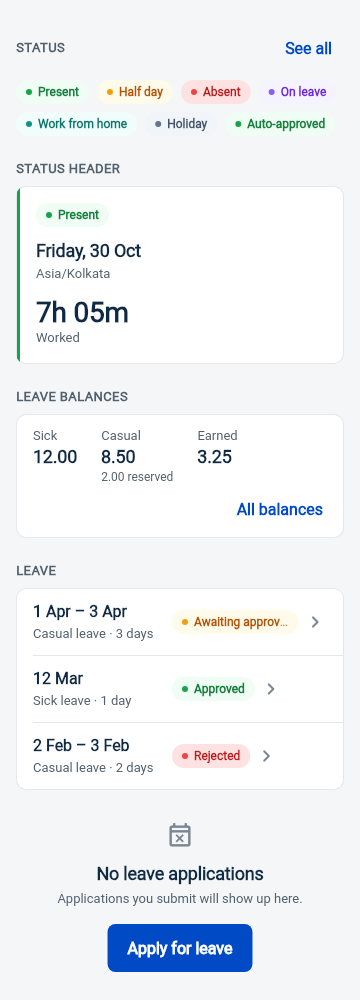 STATUS
See all
Present
Half day
Absent
On leave
Work from home
Holiday
Auto-approved
STATUS HEADER
Present
Friday, 30 Oct
Asia/Kolkata
7h 05m
Worked
LEAVE BALANCES
Sick
Casual
Earned
12.00
8.50
3.25
2.00 reserved
All balances
LEAVE
1 Apr – 3 Apr
Casual leave · 3 days
Awaiting approv...
12 Mar
Sick leave · 1 day
Approved
2 Feb – 3 Feb
Casual leave · 2 days
Rejected
No leave applications
Applications you submit will show up here.
Apply for leave